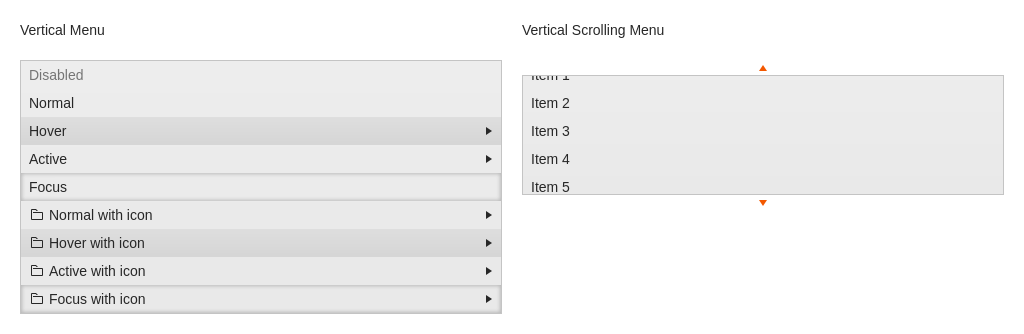 Vertical Menu
Disabled
Normal
Hover
Active
Focus
Normal with icon
Hover with icon
Active with icon
Focus with icon
Vertical Scrolling Menu
Item 1
Item 2
Item 3
Item 4
Item 5